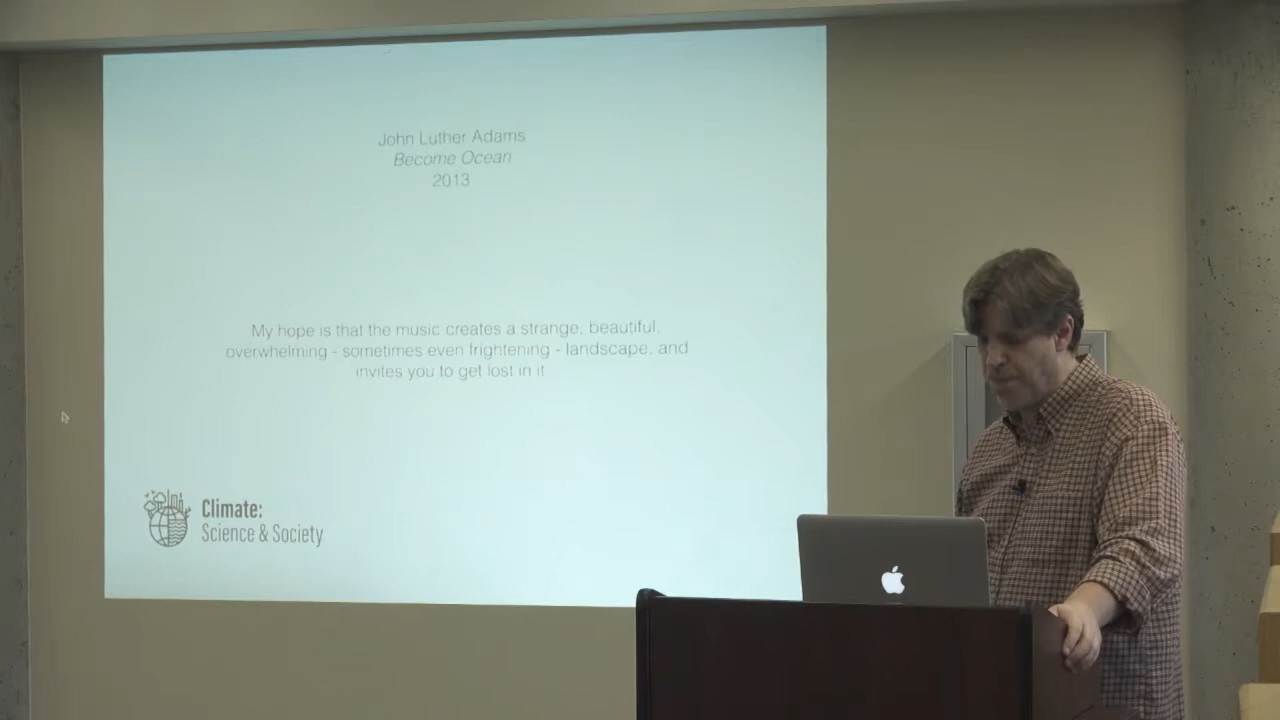 John Luther Adams
Become Ocean
2013
My hope is that the music creates a strange, beautiful,
overwhelming - sometimes even frightening - landscape, and
invites you to get lost in it
Climate:
Science & Society